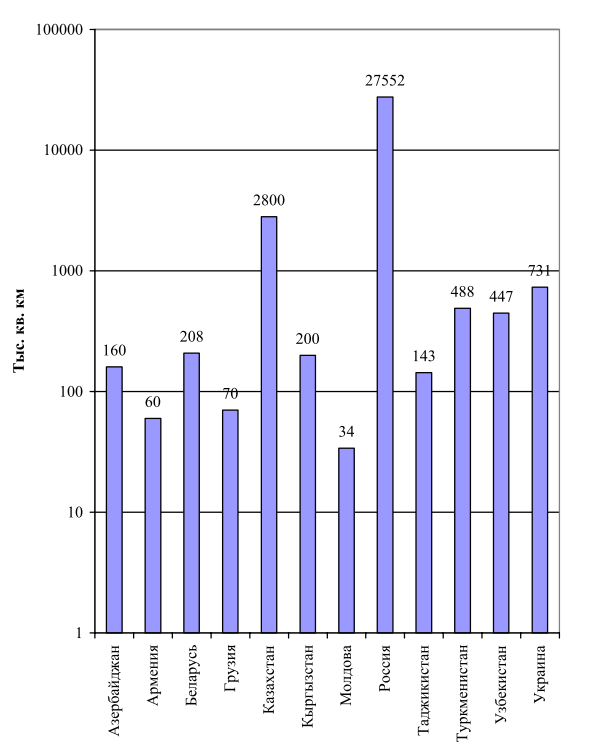 100000
10000
1000
100
10
1
Тыс. кв. км
160
60
208
70
2800
200
34
27552
143
488
447
731
Азербайджан
Армения
Беларусь
Грузия
Казахстан
Кыргызстан
Молдова
Россия
Таджикистан
Туркменистан
Узбекистан
Украина